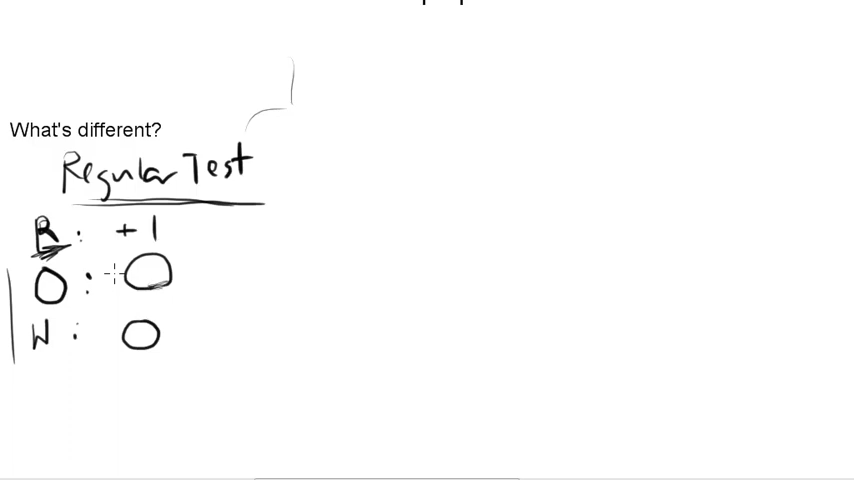 What's different?
Regular Test
R: +1
O: O
W: O